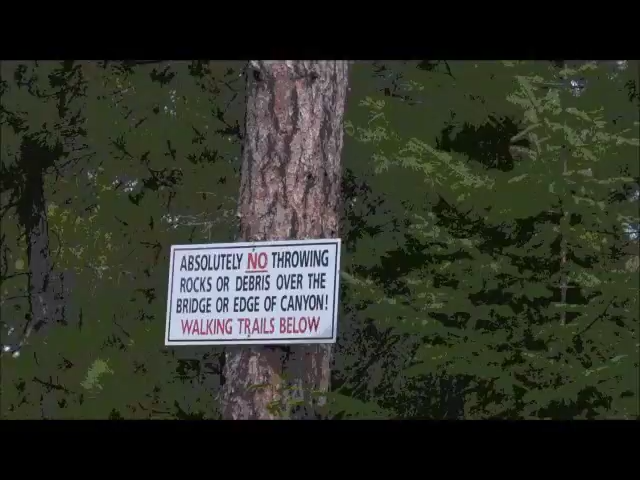 ABSOLUTELY NO THROWING
ROCKS OR DEBRIS OVER THE
BRIDGE OR EDGE OF CANYON!
WALKING TRAILS BELOW